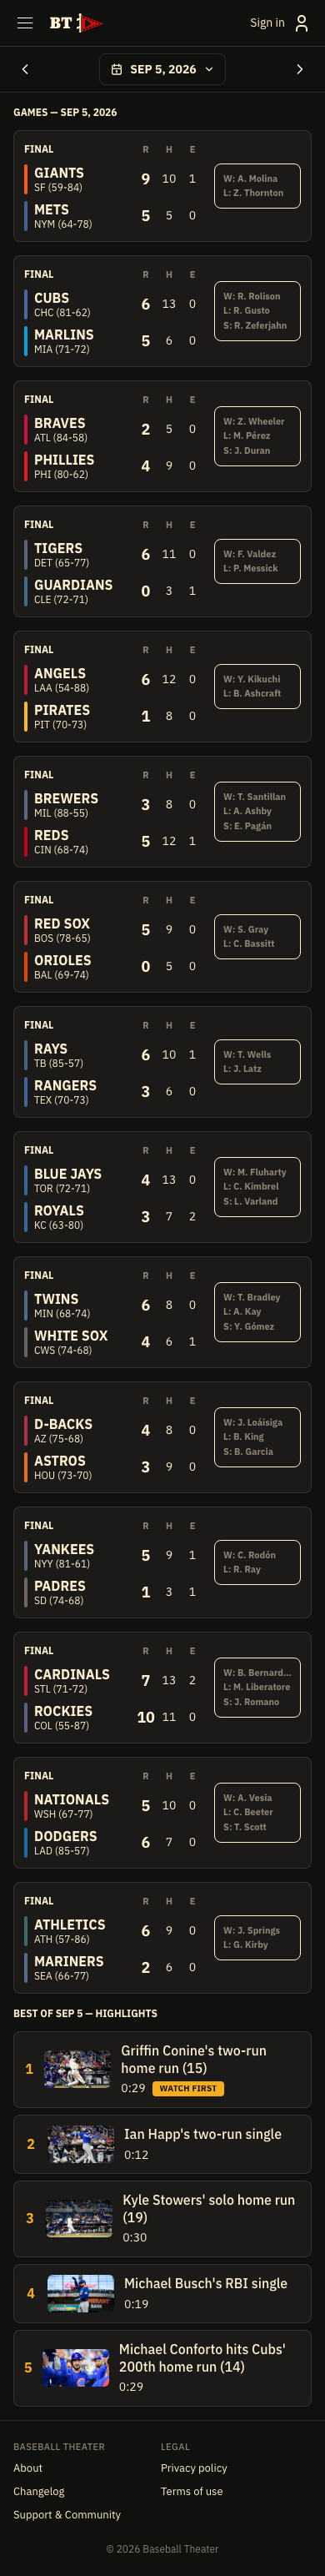 BT
Sign in
SEP 5, 2026
GAMES — SEP 5, 2026
FINAL R H E
GIANTS 9 10 1
SF (59-84)
METS 5 5 0
NYM (64-78)
W: A. Molina
L: Z. Thornton
FINAL R H E
CUBS 6 13 0
CHC (81-62)
MARLINS 5 6 0
MIA (71-72)
W: R. Rolison
L: R. Gusto
S: R. Zeferjahn
FINAL R H E
BRAVES 2 5 0
ATL (84-58)
PHILLIES 4 9 0
PHI (80-62)
W: Z. Wheeler
L: M. Pérez
S: J. Duran
FINAL R H E
TIGERS 6 11 0
DET (65-77)
GUARDIANS 0 3 1
CLE (72-71)
W: F. Valdez
L: P. Messick
FINAL R H E
ANGELS 6 12 0
LAA (54-88)
PIRATES 1 8 0
PIT (70-73)
W: Y. Kikuchi
L: B. Ashcraft
FINAL R H E
BREWERS 3 8 0
MIL (88-55)
REDS 5 12 1
CIN (68-74)
W: T. Santillan
L: A. Ashby
S: E. Pagán
FINAL R H E
RED SOX 5 9 0
BOS (78-65)
ORIOLES 0 5 0
BAL (69-74)
W: S. Gray
L: C. Bassitt
FINAL R H E
RAYS 6 10 1
TB (85-57)
RANGERS 3 6 0
TEX (70-73)
W: T. Wells
L: J. Latz
FINAL R H E
BLUE JAYS 4 13 0
TOR (72-71)
ROYALS 3 7 2
KC (63-80)
W: M. Fluharty
L: C. Kimbrel
S: L. Varland
FINAL R H E
TWINS 6 8 0
MIN (68-74)
WHITE SOX 4 6 1
CWS (74-68)
W: T. Bradley
L: A. Kay
S: Y. Gómez
FINAL R H E
D-BACKS 4 8 0
AZ (75-68)
ASTROS 3 9 0
HOU (73-70)
W: J. Loáisiga
L: B. King
S: B. Garcia
FINAL R H E
YANKEES 5 9 1
NYY (81-61)
PADRES 1 3 1
SD (74-68)
W: C. Rodón
L: R. Ray
FINAL R H E
CARDINALS 7 13 2
STL (71-72)
ROCKIES 10 11 0
COL (55-87)
W: B. Bernard...
L: M. Liberatore
S: J. Romano
FINAL R H E
NATIONALS 5 10 0
WSH (67-77)
DODGERS 6 7 0
LAD (85-57)
W: A. Vesia
L: C. Beeter
S: T. Scott
FINAL R H E
ATHLETICS 6 9 0
ATH (57-86)
MARINERS 2 6 0
SEA (66-77)
W: J. Springs
L: G. Kirby
BEST OF SEP 5 — HIGHLIGHTS
1
Griffin Conine's two-run
home run (15)
0:29 WATCH FIRST
2
Ian Happ's two-run single
0:12
3
Kyle Stowers' solo home run
(19)
0:30
4
Michael Busch's RBI single
0:19
5
Michael Conforto hits Cubs'
200th home run (14)
0:29
BASEBALL THEATER
About
Changelog
Support & Community
LEGAL
Privacy policy
Terms of use
© 2026 Baseball Theater